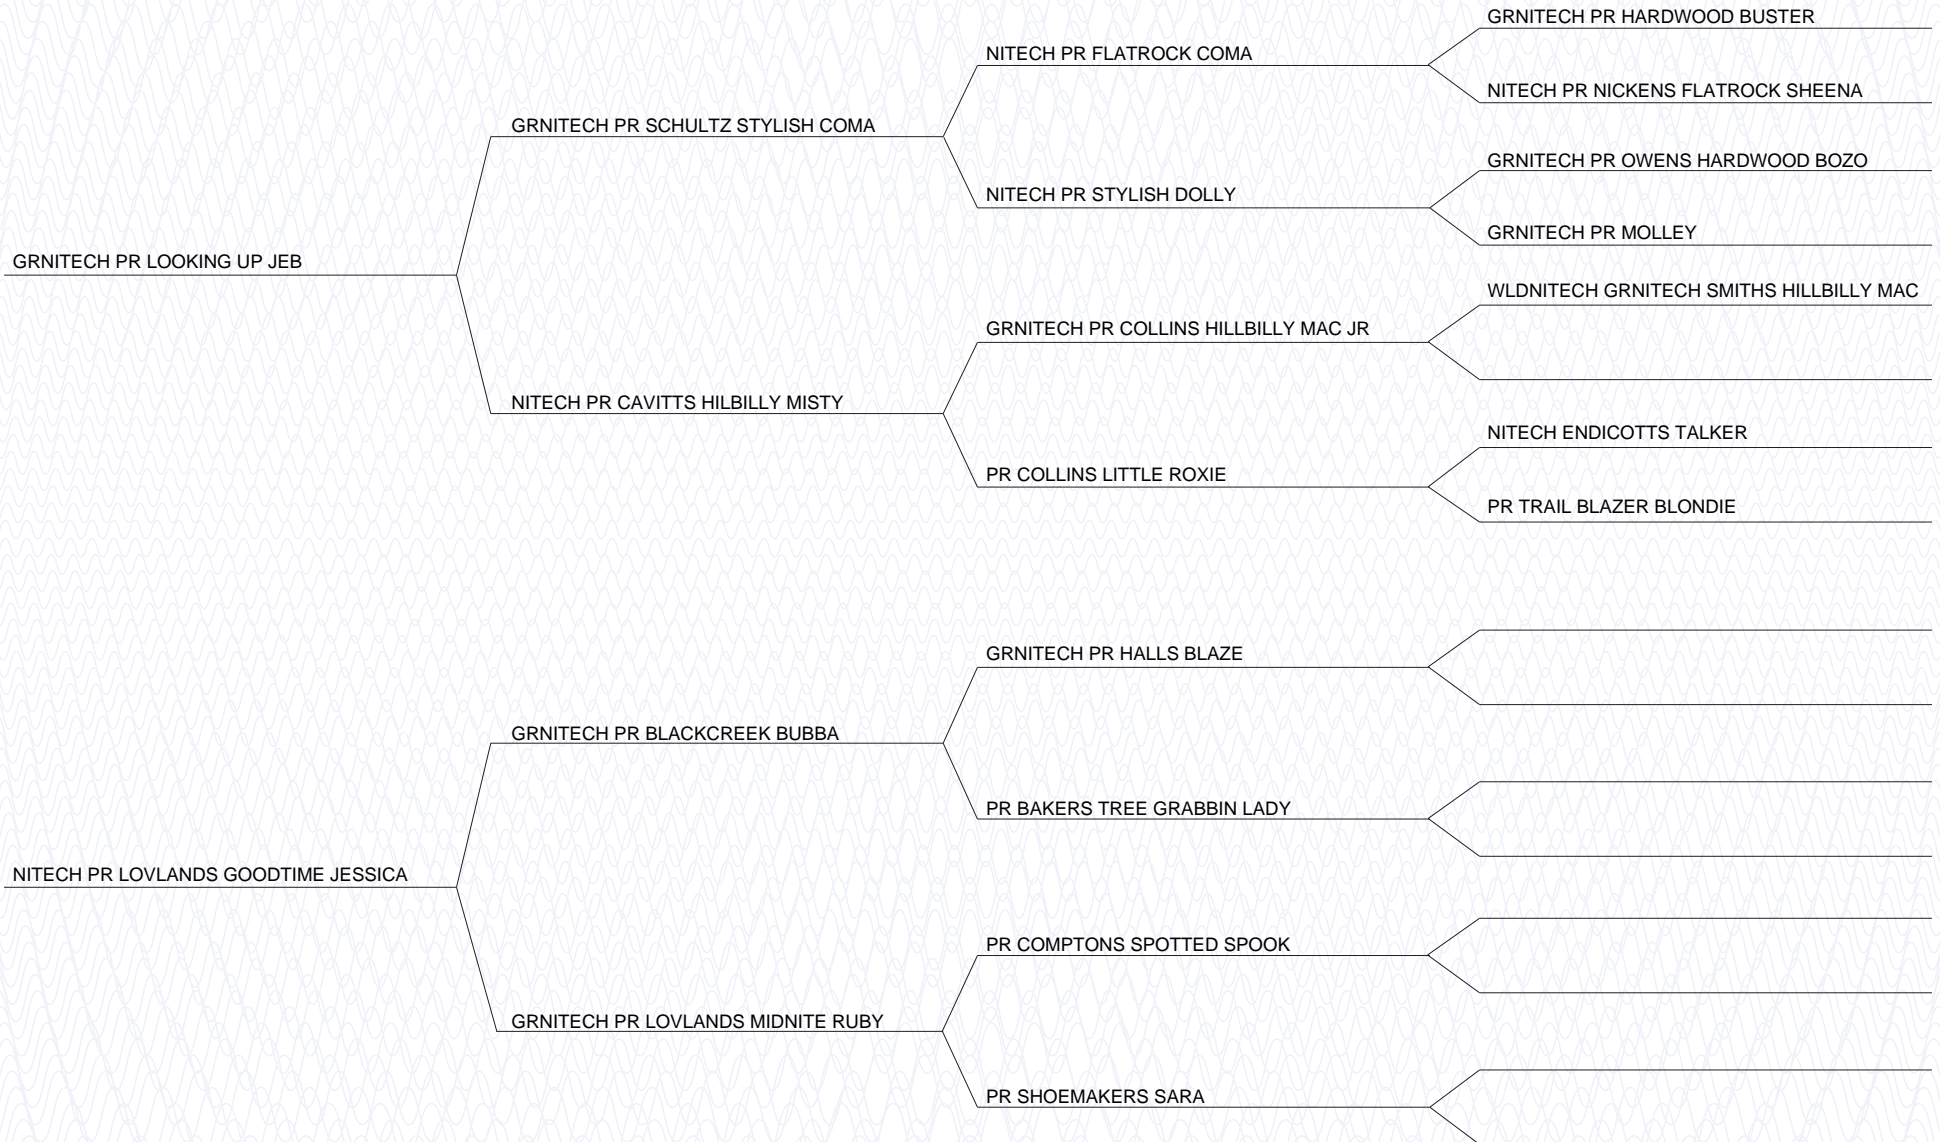 GRNITECH PR HARDWOOD BUSTER
NITECH PR FLATROCK COMA
NITECH PR NICKENS FLATROCK SHEENA
GRNITECH PR SCHULTZ STYLISH COMA
GRNITECH PR OWENS HARDWOOD BOZO
NITECH PR STYLISH DOLLY
GRNITECH PR MOLLEY
GRNITECH PR LOOKING UP JEB
WLDNITECH GRNITECH SMITHS HILLBILLY MAC
GRNITECH PR COLLINS HILLBILLY MAC JR
NITECH PR CAVITTS HILBILLY MISTY
NITECH ENDICOTTS TALKER
PR COLLINS LITTLE ROXIE
PR TRAIL BLAZER BLONDIE
GRNITECH PR HALLS BLAZE
GRNITECH PR BLACKCREEK BUBBA
PR BAKERS TREE GRABBIN LADY
NITECH PR LOVLANDS GOODTIME JESSICA
PR COMPTONS SPOTTED SPOOK
GRNITECH PR LOVLANDS MIDNITE RUBY
PR SHOEMAKERS SARA